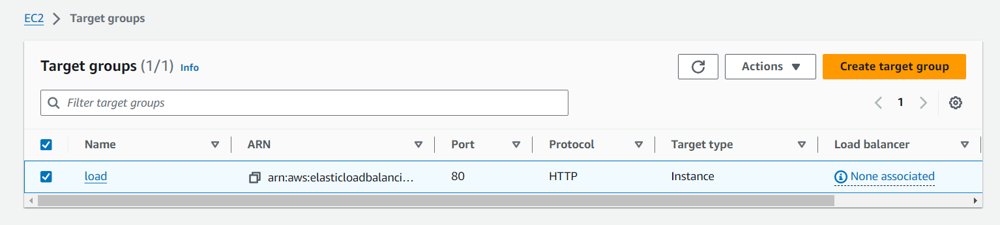 EC2 > Target groups
Target groups (1/1) Info
Actions
Create target group
Filter target groups
1
Name ARN Port Protocol Target type Load balancer
load arn:aws:elasticloadbalanci... 80 HTTP Instance None associated